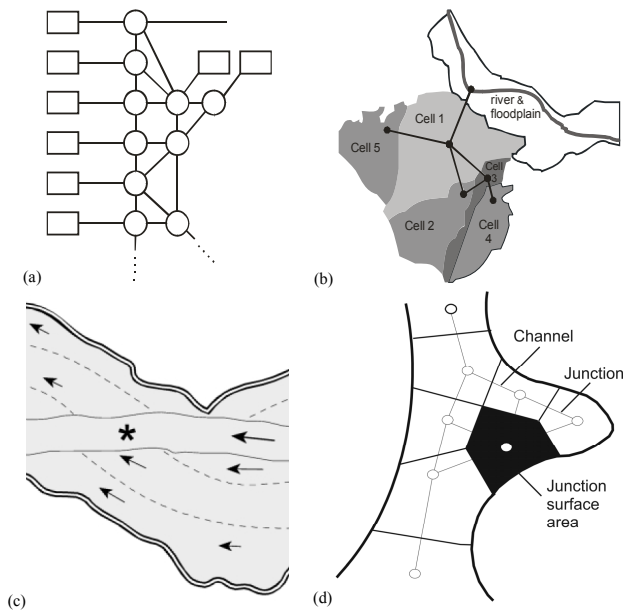 (a)
river &
floodplain
Cell 1
Cell 5
Cell
3
Cell 2
Cell
4
(b)
*
(c)
Channel
Junction
Junction
surface
area
(d)